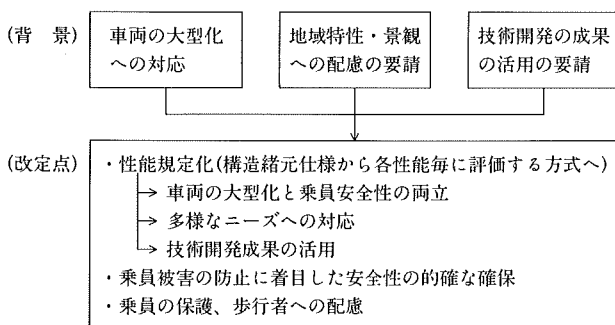 (背　景)
車両の大型化
への対応
地域特性・景観
への配慮の要請
技術開発の成果
の活用の要請
(改定点)
・性能規定化(構造緒元仕様から各性能毎に評価する方式へ)
車両の大型化と乗員安全性の両立
多様なニーズへの対応
技術開発成果の活用
・乗員被害の防止に着目した安全性の的確な確保
・乗員の保護、歩行者への配慮